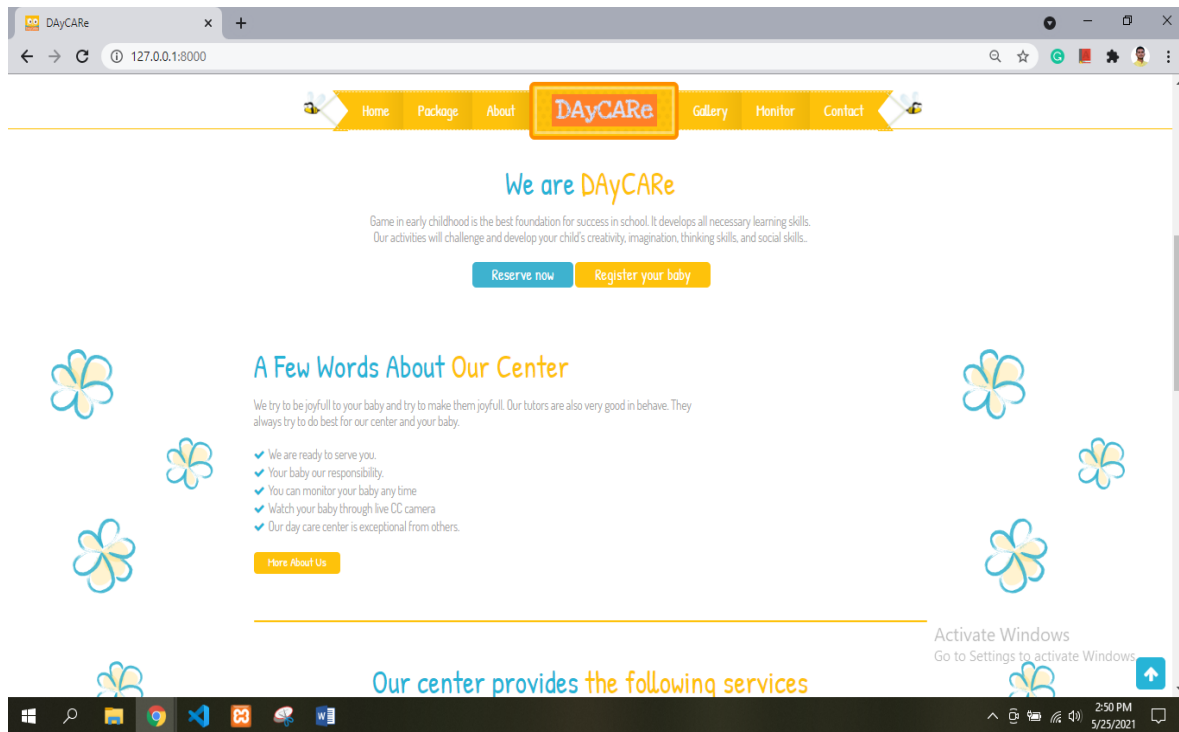 DAyCARe
127.0.0.1:8000
Home Package About DAyCARe Gallery Monitor Contact
We are DAyCARe
Game in early childhood is the best foundation for success in school. It develops all necessary learning skills.
Our activities will challenge and develop your child's creativity, imagination, thinking skills, and social skills..
Reserve now Register your baby
A Few Words About Our Center
We try to be joyfull to your baby and try to make them joyfull. Our tutors are also very good in behave. They
always try to do best for our center and your baby.
We are ready to serve you.
Your baby our responsibility.
You can monitor your baby any time
Watch your baby through live CC camera
Our day care center is exceptional from others.
More About Us
Activate Windows
Go to Settings to activate Windows.
Our center provides the following services
2:50 PM
5/25/2021